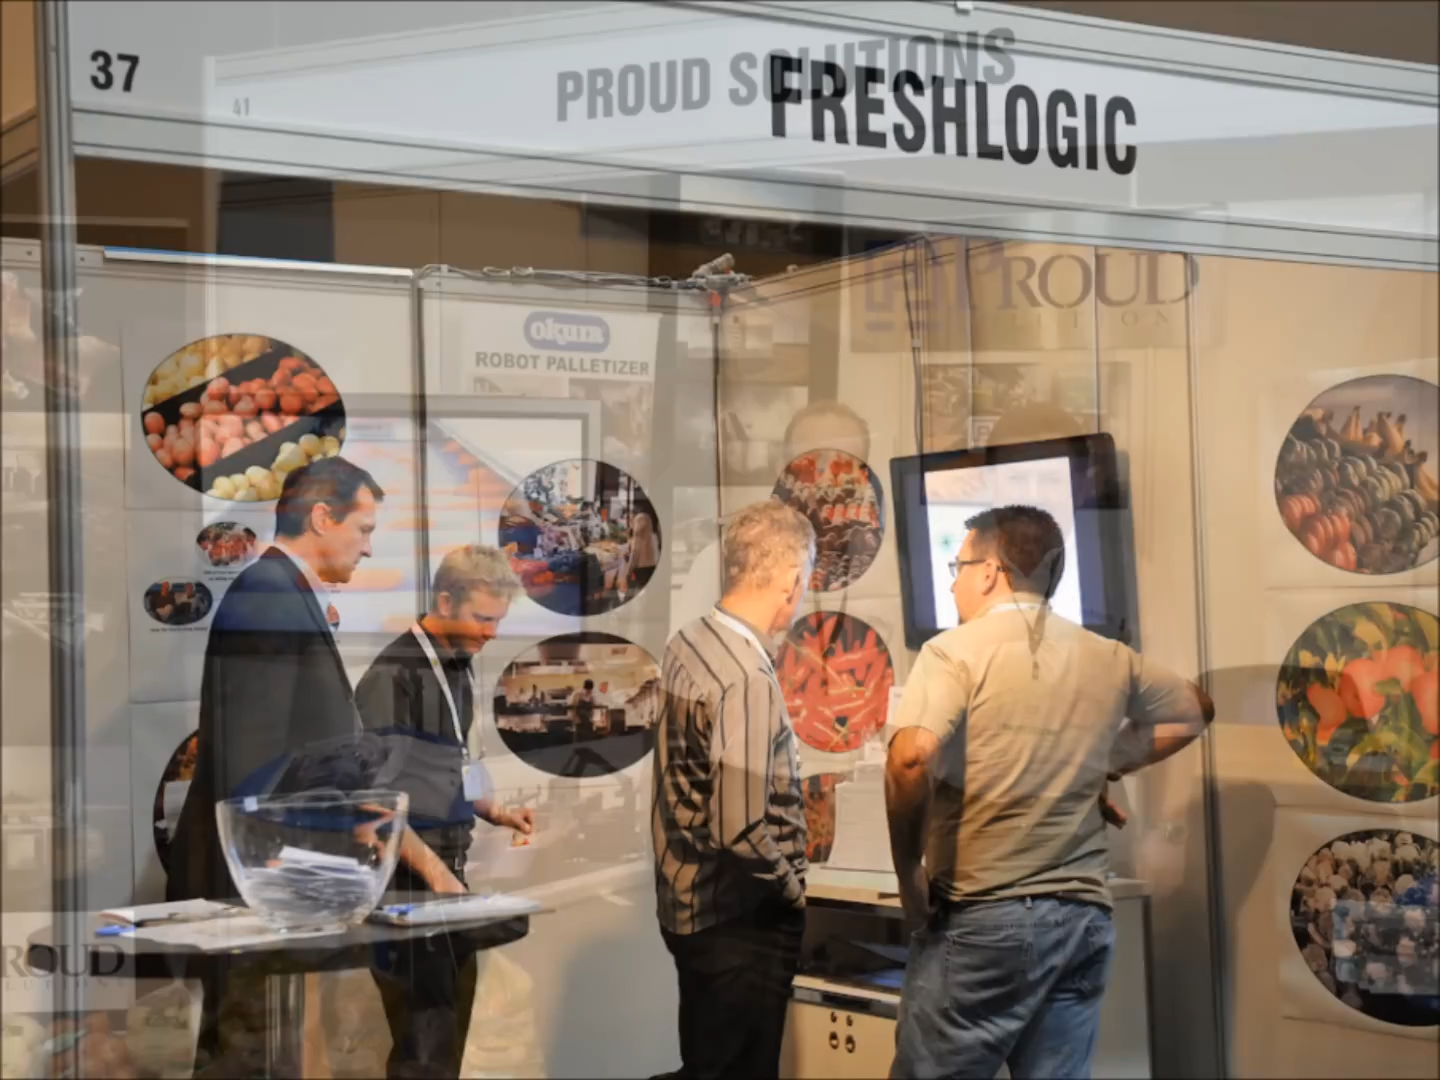 37
41
PROUD SOLUTIONS
FRESHLOGIC
PROUD
okura
ROBOT PALLETIZER
ROUD